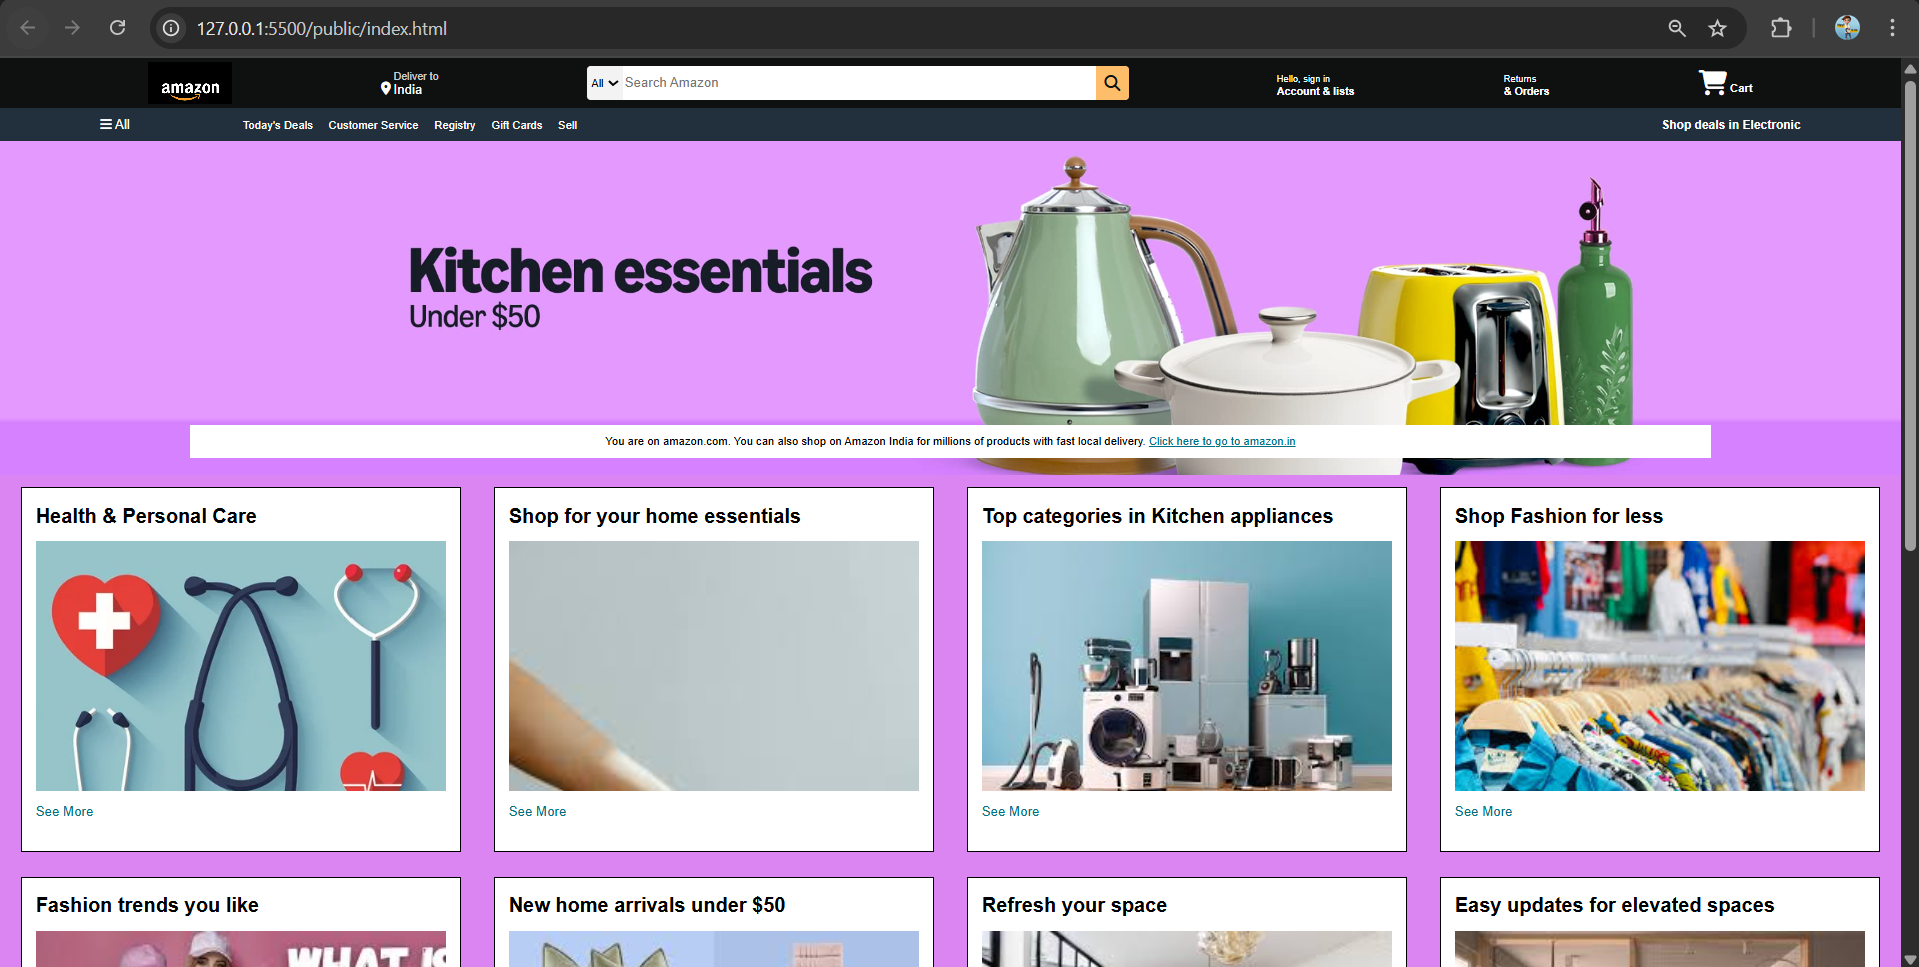 127.0.0.1:5500/public/index.html
amazon
Deliver to
India
All
Search Amazon
Hello, sign in
Account & lists
Returns
& Orders
Cart
All
Today's Deals Customer Service Registry Gift Cards Sell
Shop deals in Electronic
Kitchen essentials
Under $50
You are on amazon.com. You can also shop on Amazon India for millions of products with fast local delivery. Click here to go to amazon.in
Health & Personal Care
See More
Shop for your home essentials
See More
Top categories in Kitchen appliances
See More
Shop Fashion for less
See More
Fashion trends you like
WHAT IS
New home arrivals under $50
Refresh your space
Easy updates for elevated spaces